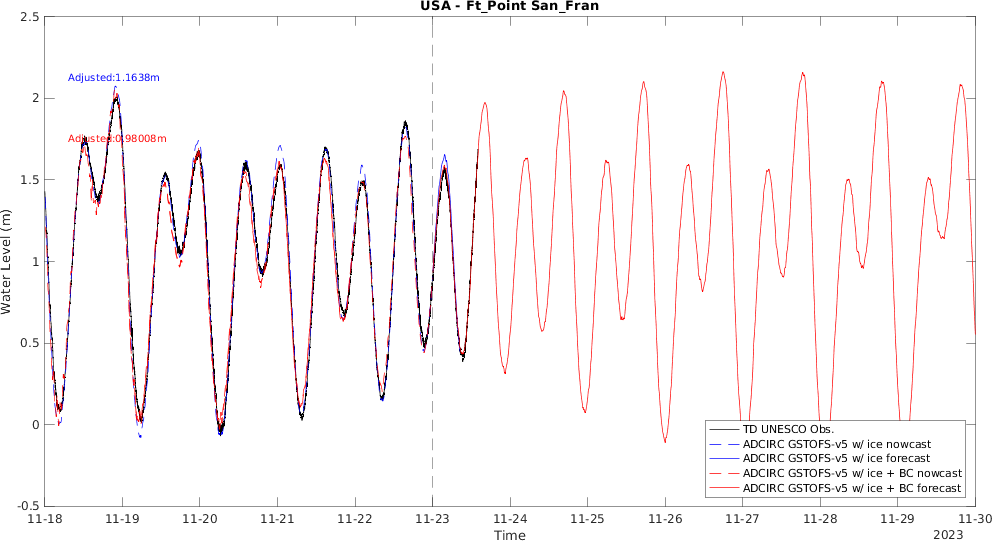 USA - Ft_Point San_Fran
Water Level (m)
2.5
2
1.5
1
0.5
0
-0.5
Adjusted:1.1638m
Adjusted:0.98008m
TD UNESCO Obs.
ADCIRC GSTOFS-v5 w/ ice nowcast
ADCIRC GSTOFS-v5 w/ ice forecast
ADCIRC GSTOFS-v5 w/ ice + BC nowcast
ADCIRC GSTOFS-v5 w/ ice + BC forecast
11-18 11-19 11-20 11-21 11-22 11-23 11-24 11-25 11-26 11-27 11-28 11-29 11-30
Time
2023